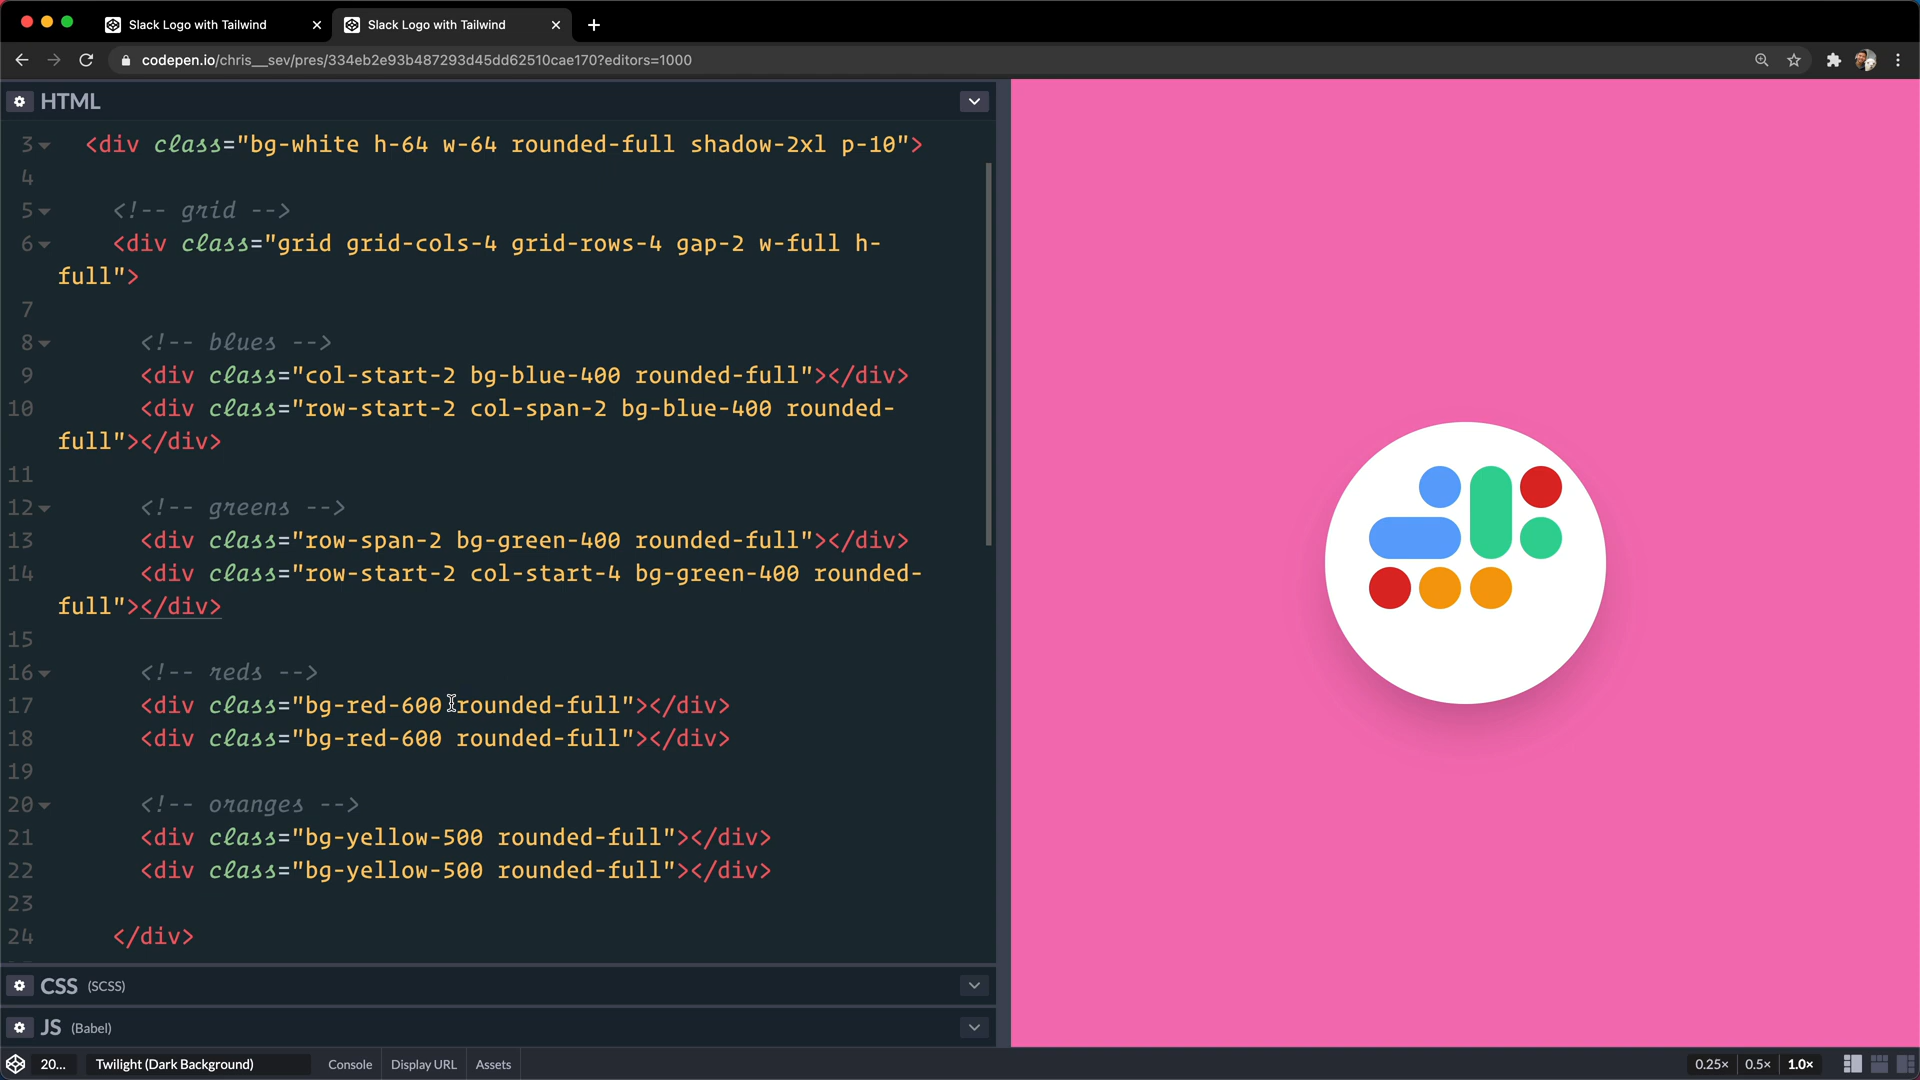 Slack Logo with Tailwind
Slack Logo with Tailwind
codepen.io/chris__sev/pres/334eb2e93b487293d45dd62510cae170?editors=1000
HTML
3 <div class="bg-white h-64 w-64 rounded-full shadow-2xl p-10">
4
5 <!-- grid -->
6 <div class="grid grid-cols-4 grid-rows-4 gap-2 w-full h-
full">
7
8 <!-- blues -->
9 <div class="col-start-2 bg-blue-400 rounded-full"></div>
10 <div class="row-start-2 col-span-2 bg-blue-400 rounded-
full"></div>
11
12 <!-- greens -->
13 <div class="row-span-2 bg-green-400 rounded-full"></div>
14 <div class="row-start-2 col-start-4 bg-green-400 rounded-
full"></div>
15
16 <!-- reds -->
17 <div class="bg-red-600 rounded-full"></div>
18 <div class="bg-red-600 rounded-full"></div>
19
20 <!-- oranges -->
21 <div class="bg-yellow-500 rounded-full"></div>
22 <div class="bg-yellow-500 rounded-full"></div>
23
24 </div>
CSS (SCSS)
JS (Babel)
20... Twilight (Dark Background) Console Display URL Assets 0.25× 0.5× 1.0×